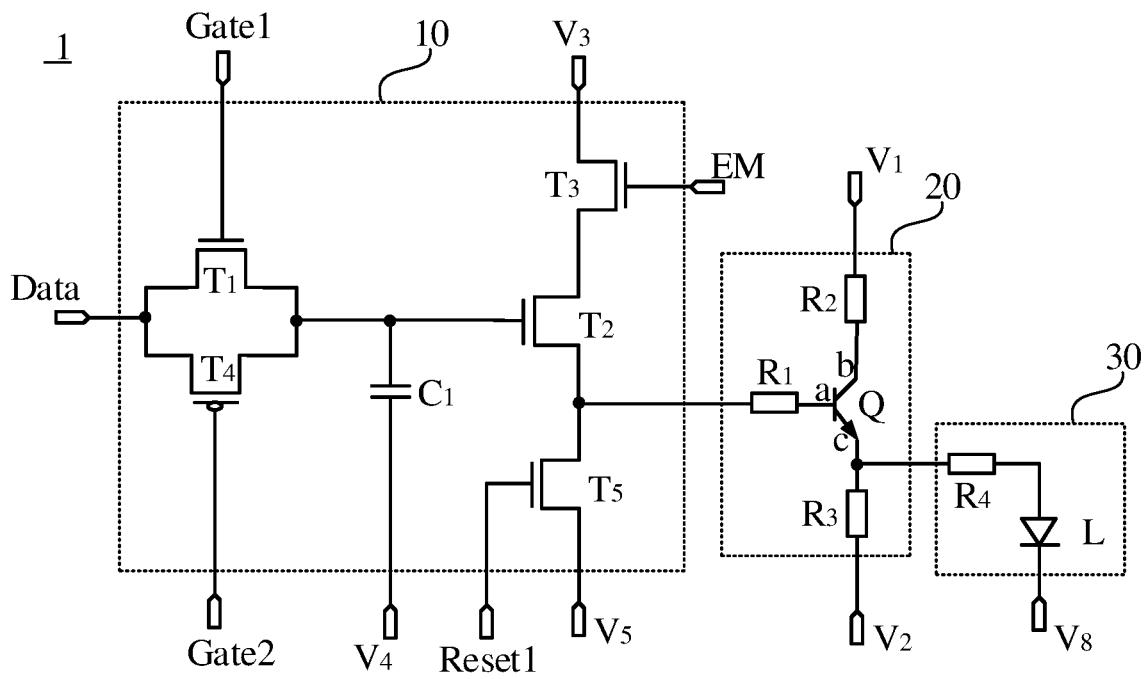 1
Gate1
10
V3
T3
EM
V1
20
Data
T1
T4
T2
R2
C1
R1
a
b
Q
c
30
T5
R3
R4
L
Gate2
V4
Reset1
V5
V2
V8